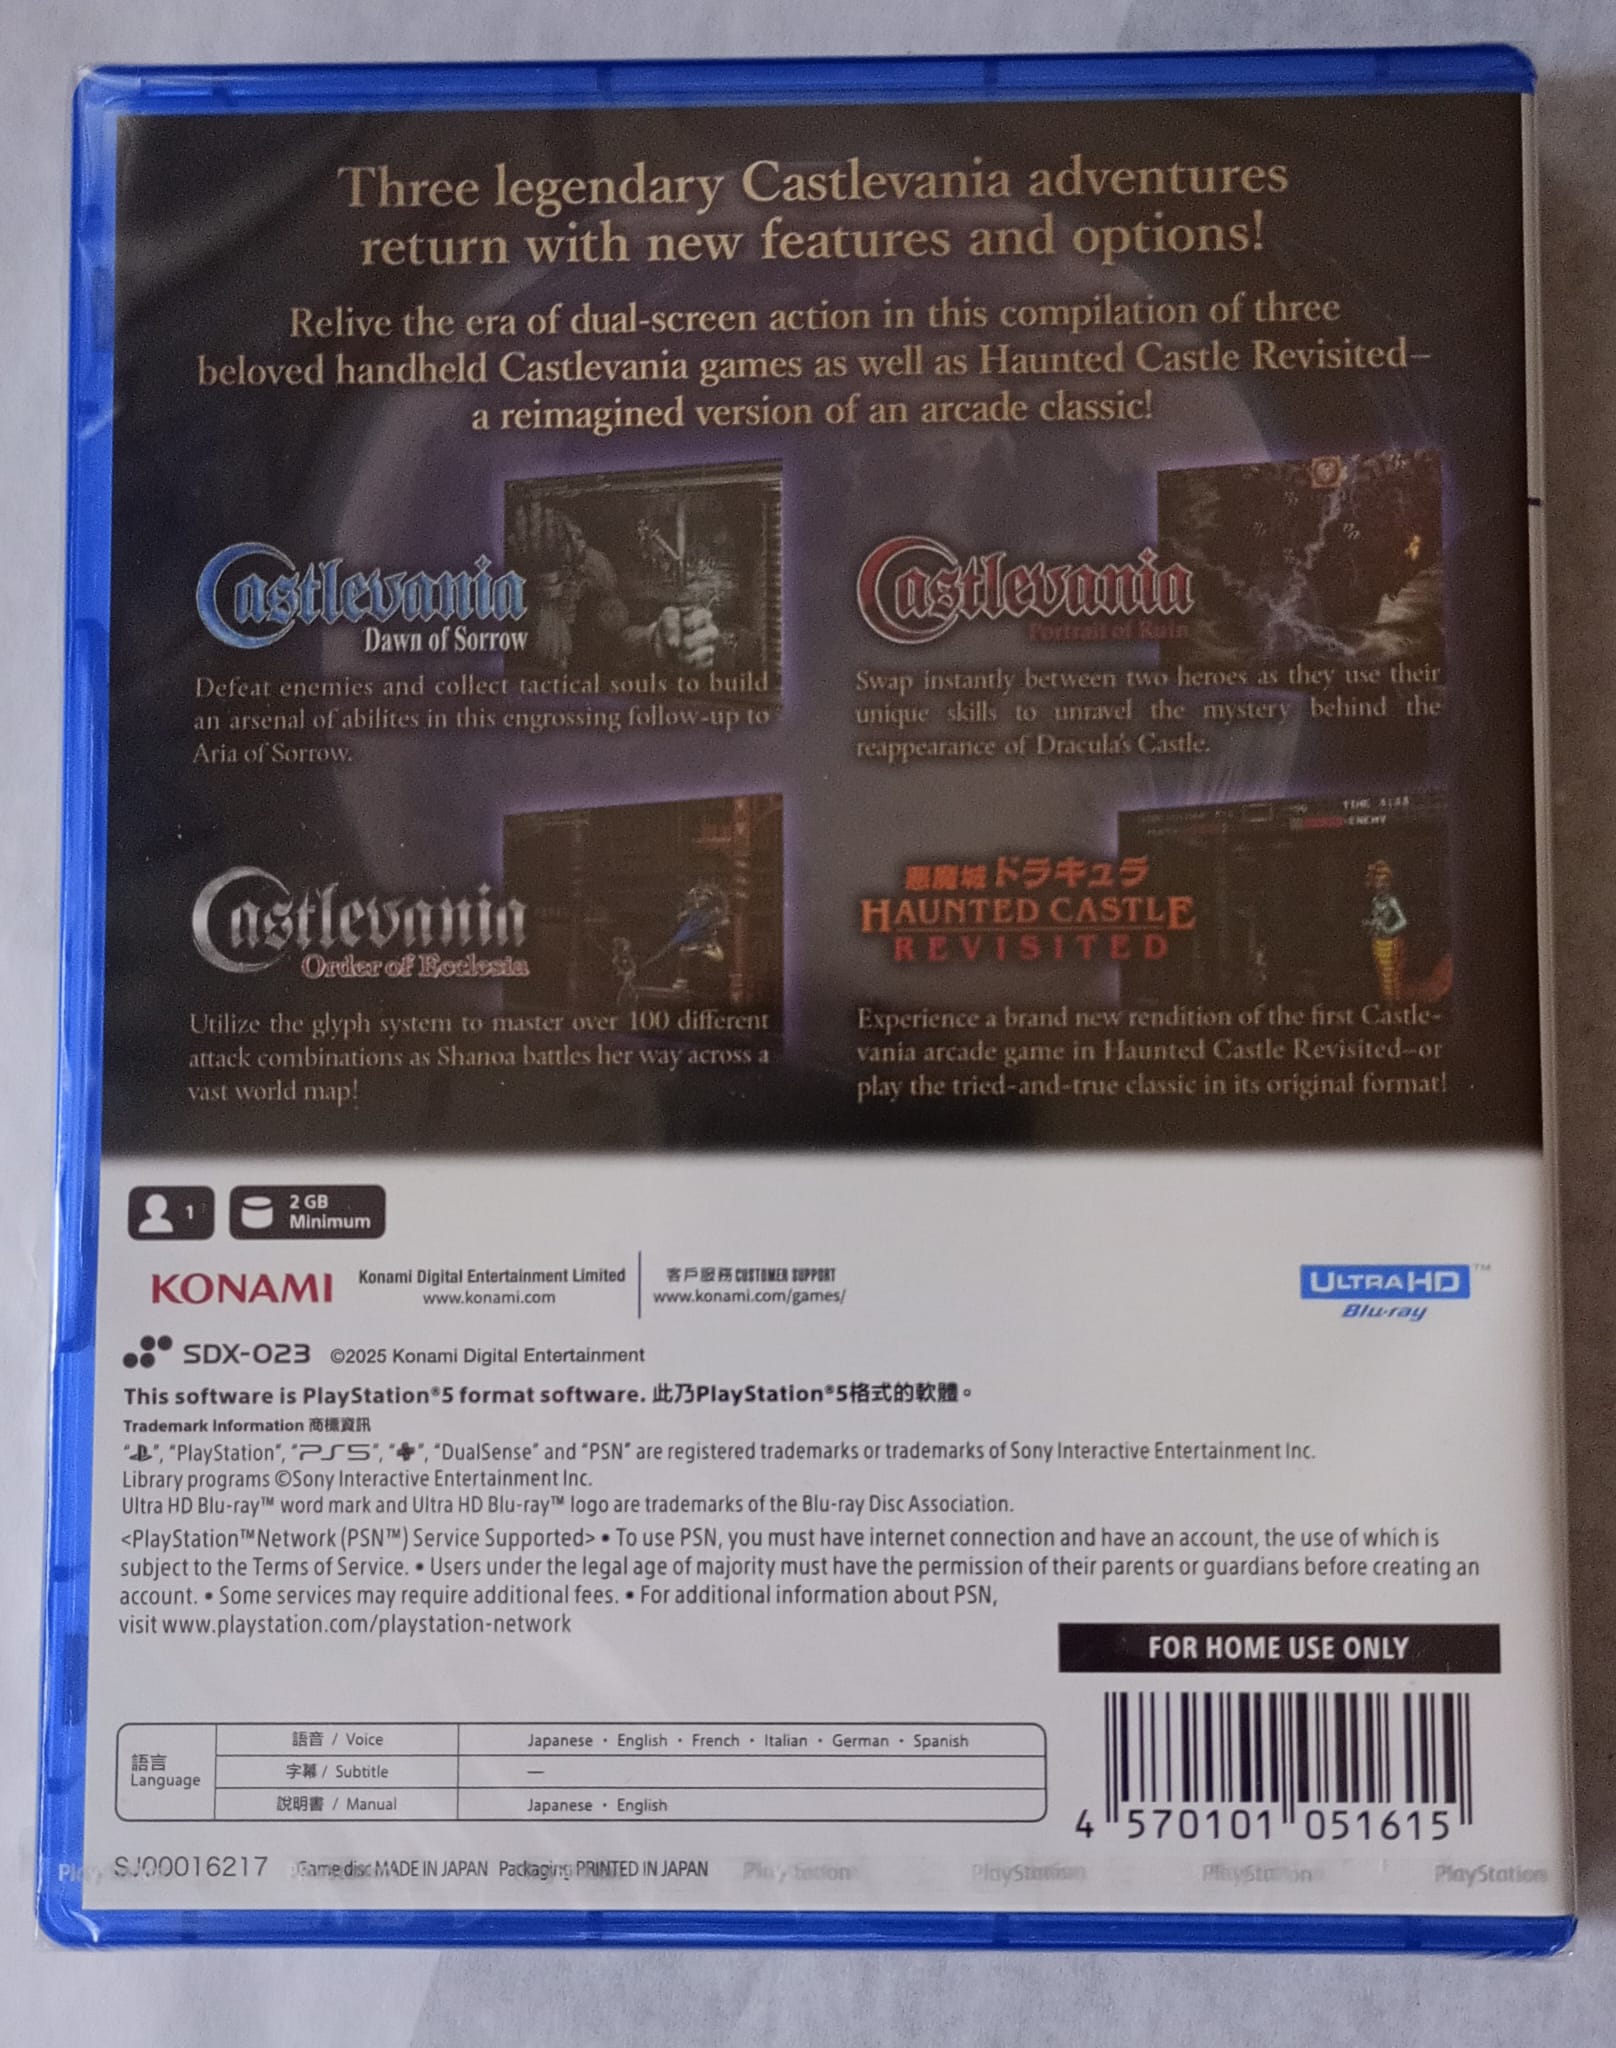 Three legendary Castlevania adventures
return with new features and options!
Relive the era of dual-screen action in this compilation of three
beloved handheld Castlevania games as well as Haunted Castle Revisited–
a reimagined version of an arcade classic!
Castlevania
Dawn of Sorrow
Defeat enemies and collect tactical souls to build
an arsenal of abilites in this engrossing follow-up to
Aria of Sorrow.
Castlevania
Portrait of Ruin
Swap instantly between two heroes as they use their
unique skills to unravel the mystery behind the
reappearance of Dracula's Castle.
Castlevania
Order of Ecclesia
Utilize the glyph system to master over 100 different
attack combinations as Shanoa battles her way across a
vast world map!
TIME
ENEMY
悪魔城ドラキュラ
HAUNTED CASTLE
REVISITED
Experience a brand new rendition of the first Castle-
vania arcade game in Haunted Castle Revisited–or
play the tried-and-true classic in its original format!
1
2 GB
Minimum
KONAMI
Konami Digital Entertainment Limited
www.konami.com
客戶服務 CUSTOMER SUPPORT
www.konami.com/games/
ULTRA HD™
Blu-ray
SDX-023 ©2025 Konami Digital Entertainment
This software is PlayStation®5 format software. 此乃PlayStation®5格式的軟體。
Trademark Information 商標資訊
“PS”, “PlayStation”, “PS5”, “”, “DualSense” and “PSN” are registered trademarks or trademarks of Sony Interactive Entertainment Inc.
Library programs ©Sony Interactive Entertainment Inc.
Ultra HD Blu-ray™ word mark and Ultra HD Blu-ray™ logo are trademarks of the Blu-ray Disc Association.
<PlayStation™Network (PSN™) Service Supported> • To use PSN, you must have internet connection and have an account, the use of which is
subject to the Terms of Service. • Users under the legal age of majority must have the permission of their parents or guardians before creating an
account. • Some services may require additional fees. • For additional information about PSN,
visit www.playstation.com/playstation-network
FOR HOME USE ONLY
語言
Language
語音 / Voice
Japanese・English・French・Italian・German・Spanish
字幕 / Subtitle
—
說明書 / Manual
Japanese・English
4 570101 051615
SJ00016217 Game disc MADE IN JAPAN Packaging PRINTED IN JAPAN
PlayStation PlayStation PlayStation PlayStation